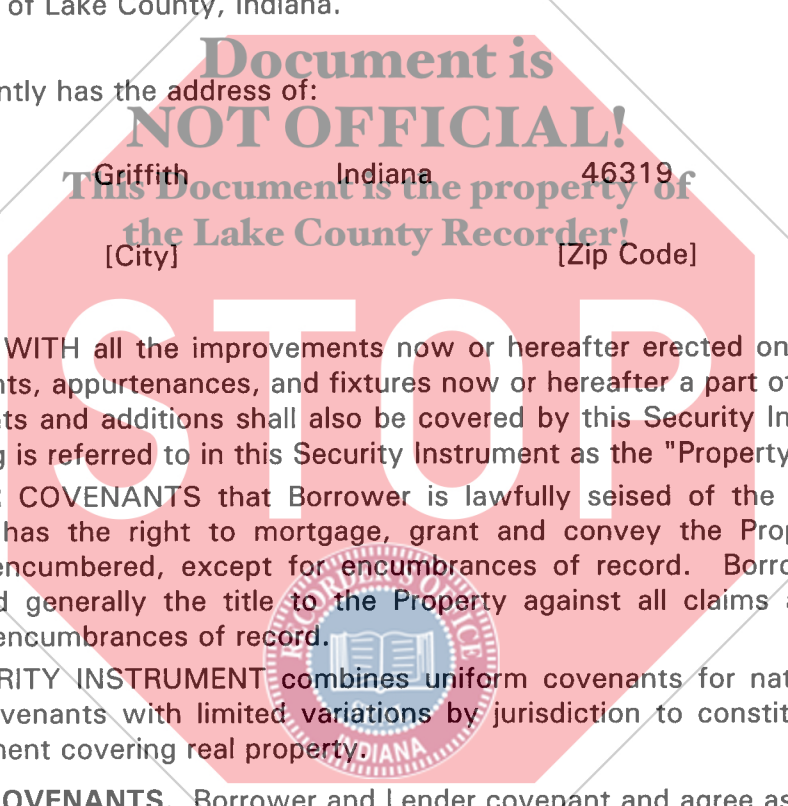 of Lake County, Indiana.
Document is
ntly has the address of:
NOT OFFICIAL!
Griffith Indiana 46319
This Document is the property of
the Lake County Recorder!
[City] [Zip Code]
STOP
WITH all the improvements now or hereafter erected on
nts, appurtenances, and fixtures now or hereafter a part of
ts and additions shall also be covered by this Security In
g is referred to in this Security Instrument as the "Property
COVENANTS that Borrower is lawfully seised of the
has the right to mortgage, grant and convey the Prop
encumbered, except for encumbrances of record. Borro
d generally the title to the Property against all claims a
encumbrances of record.
RECORDER'S OFFICE
RITY INSTRUMENT combines uniform covenants for nat
venants with limited variations by jurisdiction to constit
ment covering real property.
INDIANA
OVENANTS. Borrower and Lender covenant and agree as